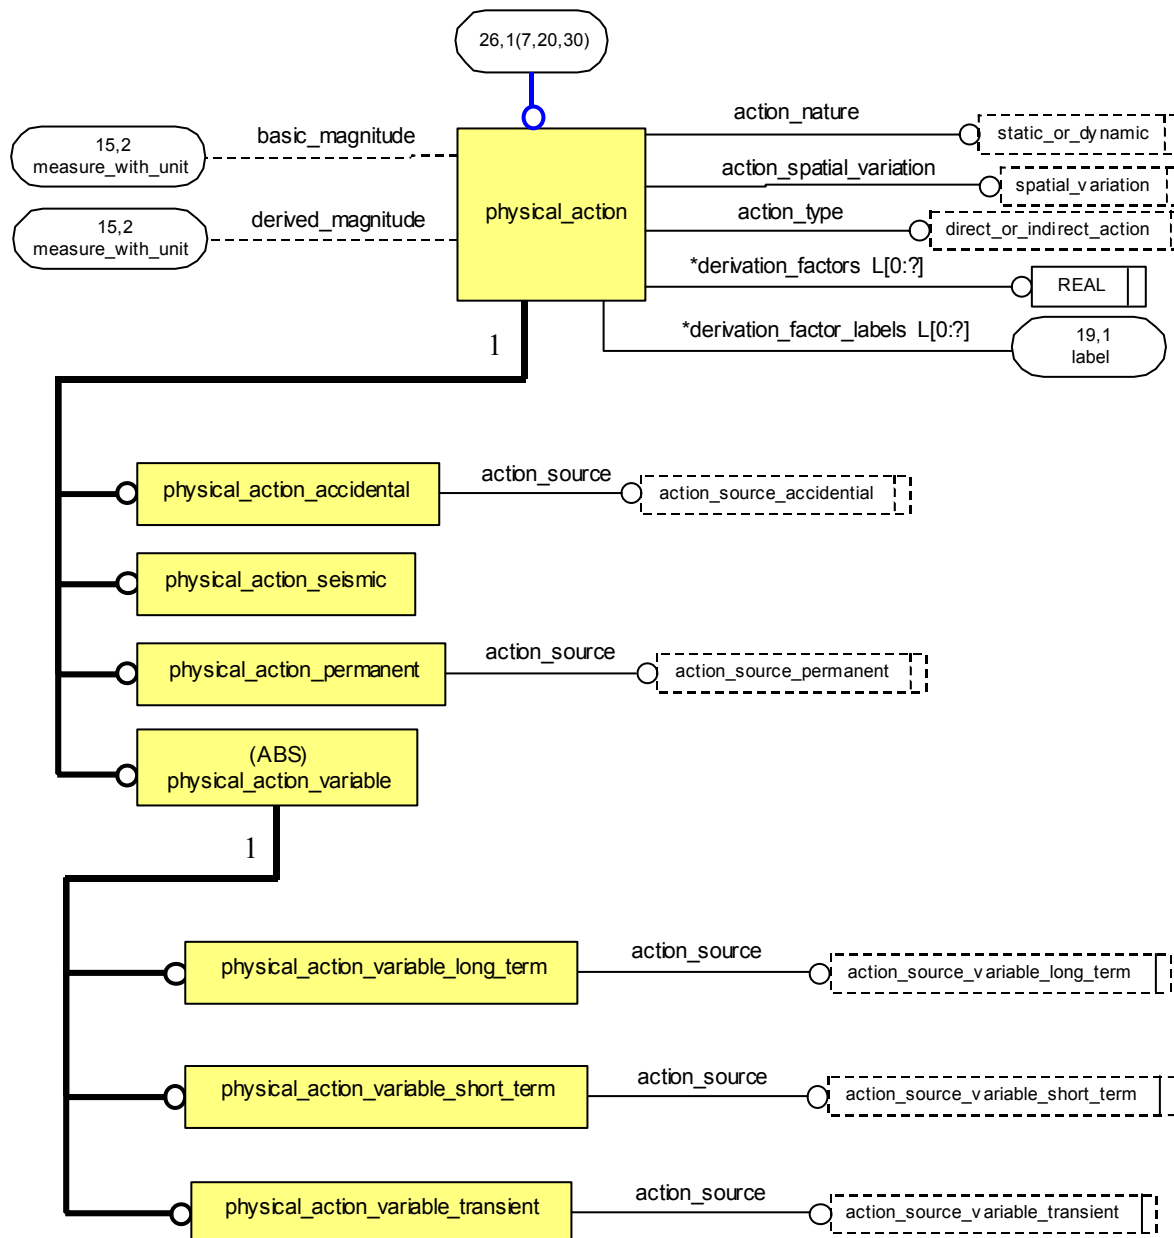 26,1(7,20,30)
15,2
measure_with_unit
basic_magnitude
15,2
measure_with_unit
derived_magnitude
physical_action
action_nature
static_or_dynamic
action_spatial_variation
spatial_variation
action_type
direct_or_indirect_action
*derivation_factors L[0:?]
REAL
*derivation_factor_labels L[0:?]
19,1
label
1
physical_action_accidental
action_source
action_source_accidential
physical_action_seismic
physical_action_permanent
action_source
action_source_permanent
(ABS)
physical_action_variable
1
physical_action_variable_long_term
action_source
action_source_variable_long_term
physical_action_variable_short_term
action_source
action_source_variable_short_term
physical_action_variable_transient
action_source
action_source_variable_transient